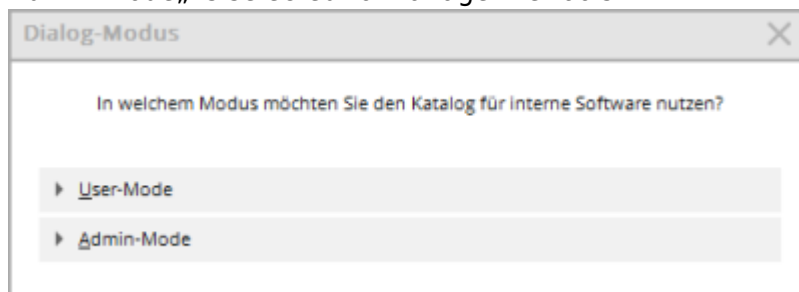 Dialog-Modus
In welchem Modus möchten Sie den Katalog für interne Software nutzen?
User-Mode
Admin-Mode